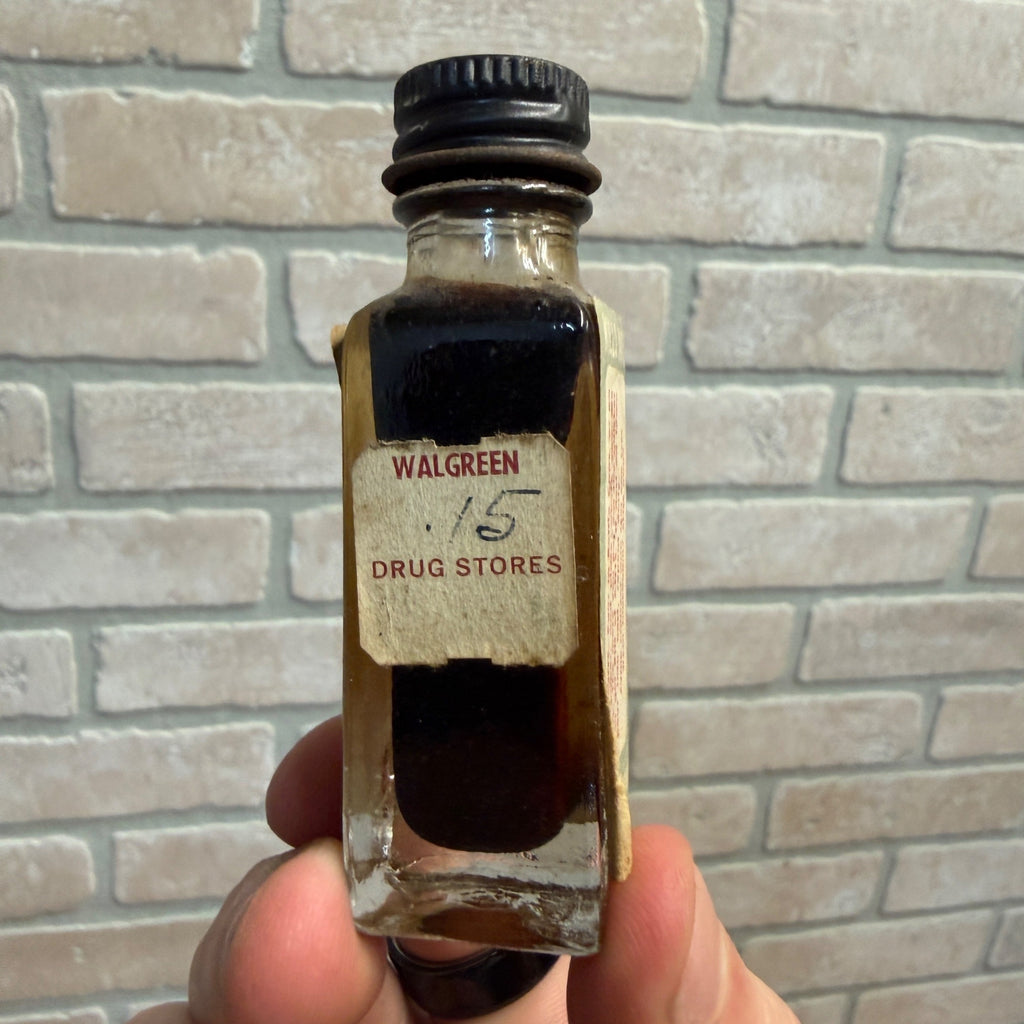 WALGREEN
.15
DRUG STORES